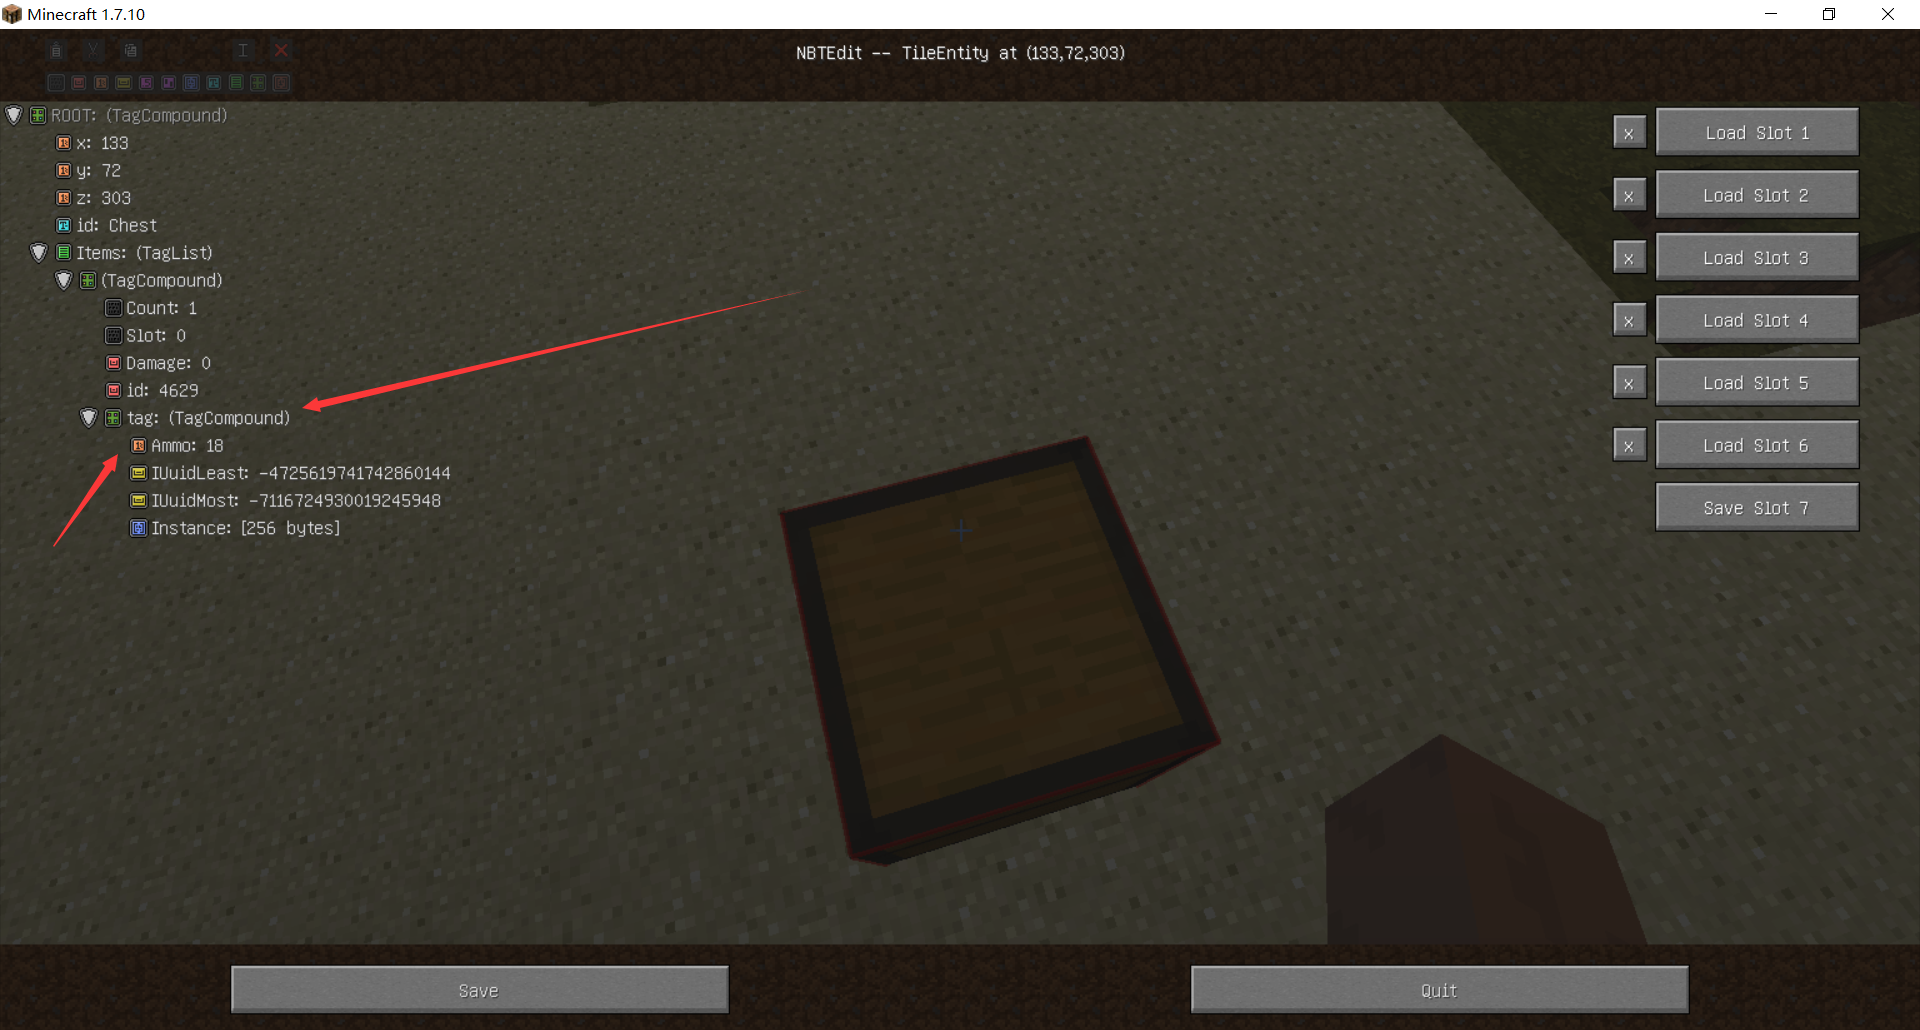 Minecraft 1.7.10
NBTEdit -- TileEntity at (133,72,303)
ROOT: (TagCompound)
x: 133
y: 72
z: 303
id: Chest
Items: (TagList)
(TagCompound)
Count: 1
Slot: 0
Damage: 0
id: 4629
tag: (TagCompound)
Ammo: 18
IUuidLeast: -4725619741742860144
IUuidMost: -7116724930019245948
Instance: [256 bytes]
x Load Slot 1
x Load Slot 2
x Load Slot 3
x Load Slot 4
x Load Slot 5
x Load Slot 6
Save Slot 7
Save
Quit